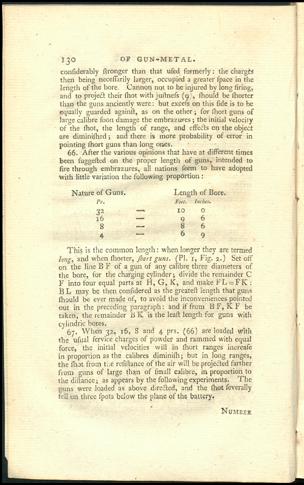 130 OF GUN-METAL.
considerably stronger than that used formerly: the charges
then being necessarily larger, occupied a greater space in the
length of the bore. Cannon not to be injured by long firing,
and to project their shot with justness (9), should be shorter
than the guns anciently were: but excess on this side is to be
equally guarded against, as on the other; for short guns of
large calibre soon damage the embrazures; the initial velocity
of the shot, the length of range, and effects on the object
are diminished; and there is more probability of error in
pointing short guns than long ones.
66. After the various opinions that have at different times
been suggested on the proper length of guns, intended to
fire through embrazures, all nations seem to have adopted
with little variation the following proportion:
Nature of Guns. Length of Bore.
Pr. Feet. Inches.
32 — 10 0
16 — 9 6
8 — 8 6
4 — 6 9
This is the common length: when longer they are termed
long, and when shorter, short guns. (Pl. 1, Fig. 2.) Set off
on the line B F of a gun of any calibre three diameters of
the bore, for the charging cylinder; divide the remainder C
F into four equal parts at H, G, K, and make FL=FK:
BL may be then considered as the greatest length that guns
should be ever made of, to avoid the inconveniencies pointed
out in the preceding paragraph: and if from BF, KF be
taken, the remainder BK is the least length for guns with
cylindric bores.
67. When 32, 16, 8 and 4 prs. (66) are loaded with
the usual service charges of powder and rammed with equal
force, the initial velocities will in short ranges increase
in proportion as the calibres diminish; but in long ranges,
the shot from the resistance of the air will be projected farther
from guns of large than of small calibre, in proportion to
the distance; as appears by the following experiments. The
guns were loaded as above directed, and the shot severally
fell on three spots below the plane of the battery.
NUMBER